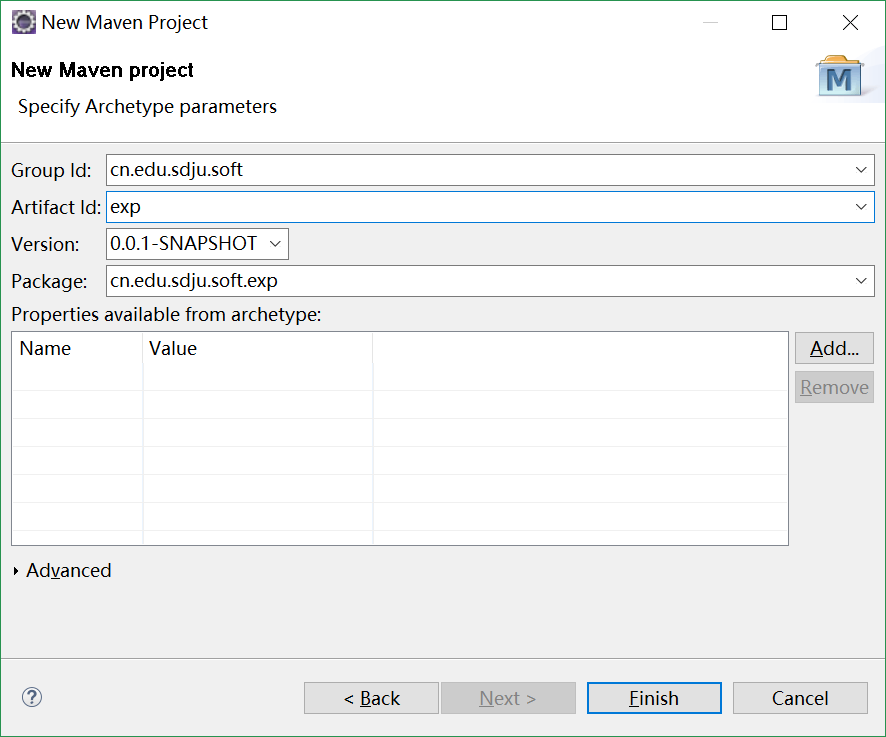 New Maven Project
New Maven project
M
Specify Archetype parameters
Group Id: cn.edu.sdju.soft
Artifact Id: exp
Version: 0.0.1-SNAPSHOT
Package: cn.edu.sdju.soft.exp
Properties available from archetype:
Name Value
Add...
Remove
Advanced
? < Back Next > Finish Cancel